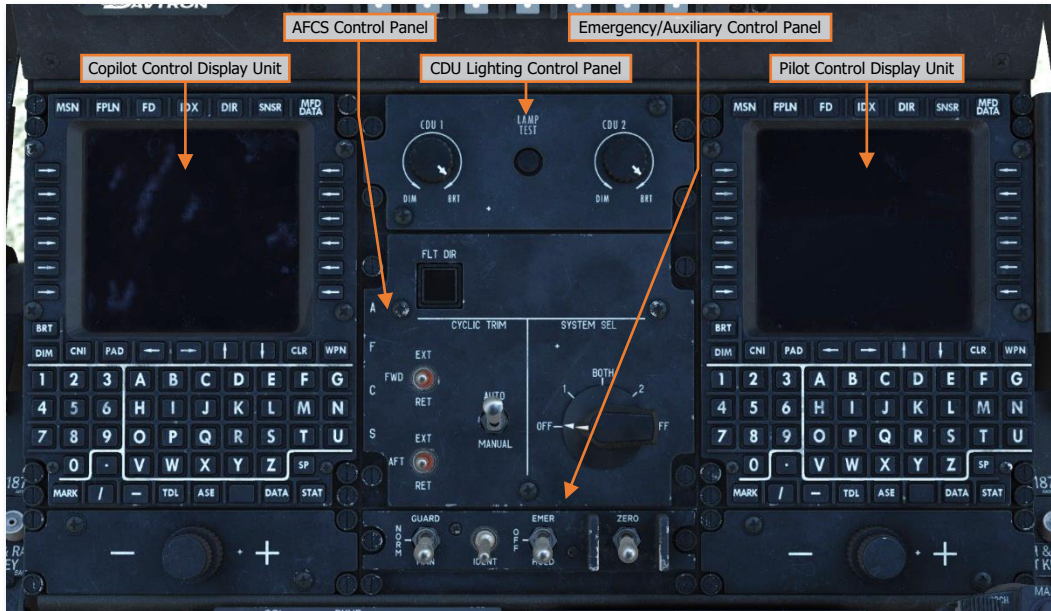 DAVTRON
AFCS Control Panel
Emergency/Auxiliary Control Panel
Copilot Control Display Unit
CDU Lighting Control Panel
Pilot Control Display Unit
MSN FPLN FD IDX DIR SNSR MFD DATA
BRT
DIM CNI PAD CLR WPN
1 2 3 A B C D E F G
4 5 6 H I J K L M N
7 8 9 O P Q R S T U
0 . V W X Y Z SP
MARK / – TDL ASE DATA STAT
– +
CDU 1
LAMP TEST
CDU 2
DIM BRT
DIM BRT
FLT DIR
AFCS
CYCLIC TRIM
SYSTEM SEL
EXT
FWD
RET
AUTO
MANUAL
EXT
AFT
RET
BOTH
1 2
OFF
FF
GUARD EMER ZERO
NORM OFF
IDENT HOLD
MSN FPLN FD IDX DIR SNSR MFD DATA
BRT
DIM CNI PAD CLR WPN
1 2 3 A B C D E F G
4 5 6 H I J K L M N
7 8 9 O P Q R S T U
0 . V W X Y Z SP
MARK / – TDL ASE DATA STAT
– +